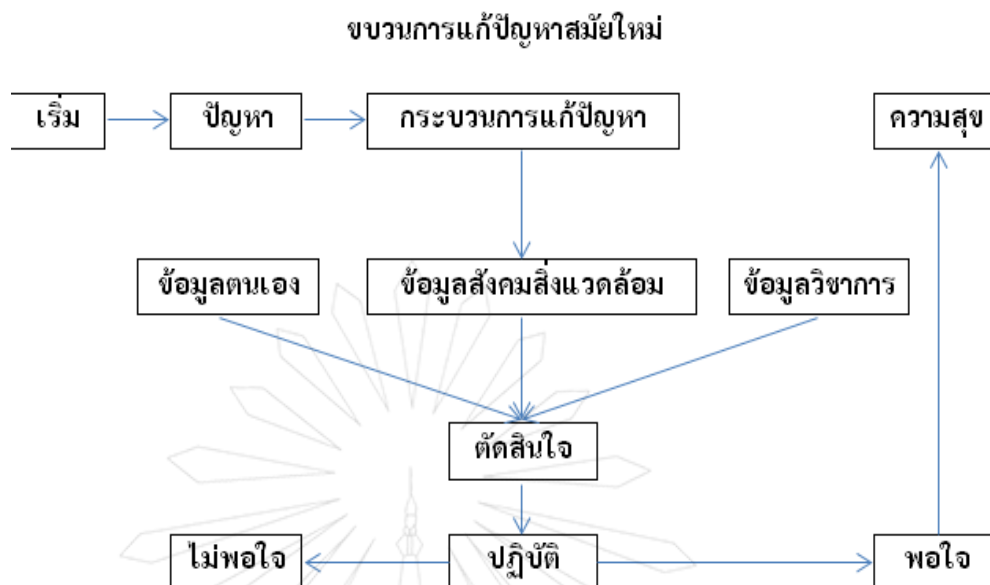 ขบวนการแก้ปัญหาสมัยใหม่
เริ่ม ปัญหา กระบวนการแก้ปัญหา ความสุข
ข้อมูลตนเอง ข้อมูลสังคมสิ่งแวดล้อม ข้อมูลวิชาการ
ตัดสินใจ
ไม่พอใจ ปฏิบัติ พอใจ